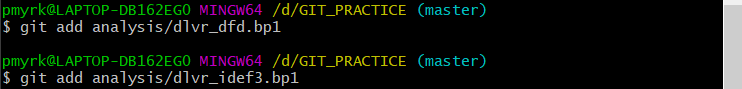 pmyrk@LAPTOP-DB162EG0 MINGW64 /d/GIT_PRACTICE (master)
$ git add analysis/dlvr_dfd.bp1
pmyrk@LAPTOP-DB162EG0 MINGW64 /d/GIT_PRACTICE (master)
$ git add analysis/dlvr_idef3.bp1